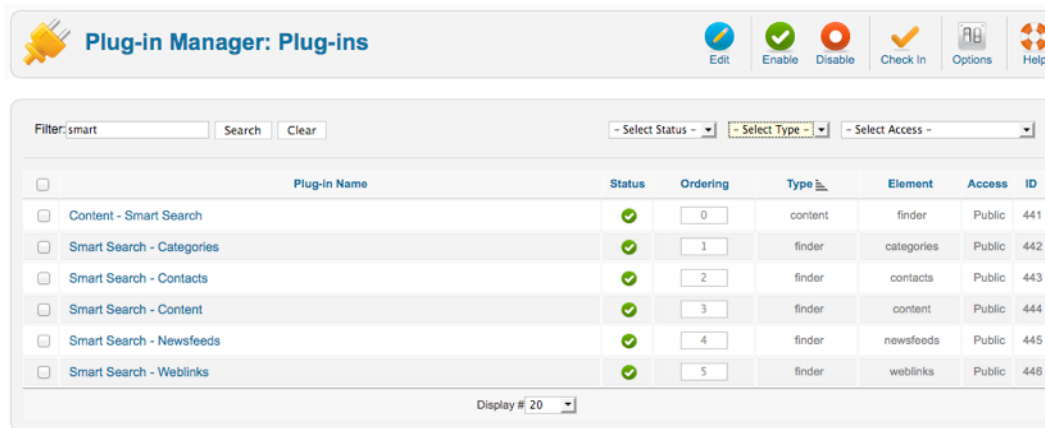 Plug-in Manager: Plug-ins
Edit Enable Disable Check In Options Help
Filter: smart Search Clear - Select Status - - Select Type - - Select Access -
Plug-in Name Status Ordering Type Element Access ID
Content - Smart Search 0 content finder Public 441
Smart Search - Categories 1 finder categories Public 442
Smart Search - Contacts 2 finder contacts Public 443
Smart Search - Content 3 finder content Public 444
Smart Search - Newsfeeds 4 finder newsfeeds Public 445
Smart Search - Weblinks 5 finder weblinks Public 446
Display # 20